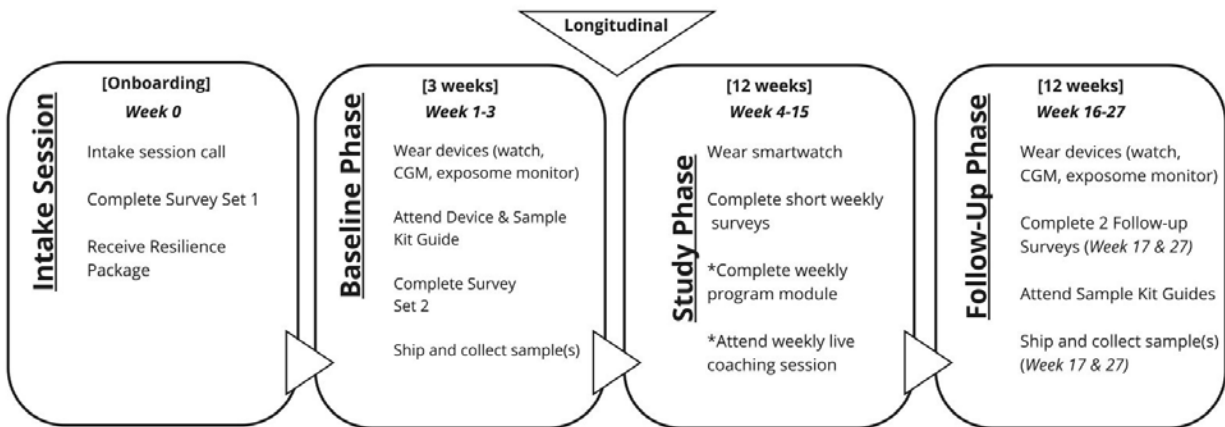 Longitudinal
Intake Session
[Onboarding]
Week 0
Intake session call
Complete Survey Set 1
Receive Resilience
Package
Baseline Phase
[3 weeks]
Week 1-3
Wear devices (watch,
CGM, exposome monitor)
Attend Device & Sample
Kit Guide
Complete Survey
Set 2
Ship and collect sample(s)
Study Phase
[12 weeks]
Week 4-15
Wear smartwatch
Complete short weekly
surveys
*Complete weekly
program module
*Attend weekly live
coaching session
Follow-Up Phase
[12 weeks]
Week 16-27
Wear devices (watch,
CGM, exposome monitor)
Complete 2 Follow-up
Surveys (Week 17 & 27)
Attend Sample Kit Guides
Ship and collect sample(s)
(Week 17 & 27)